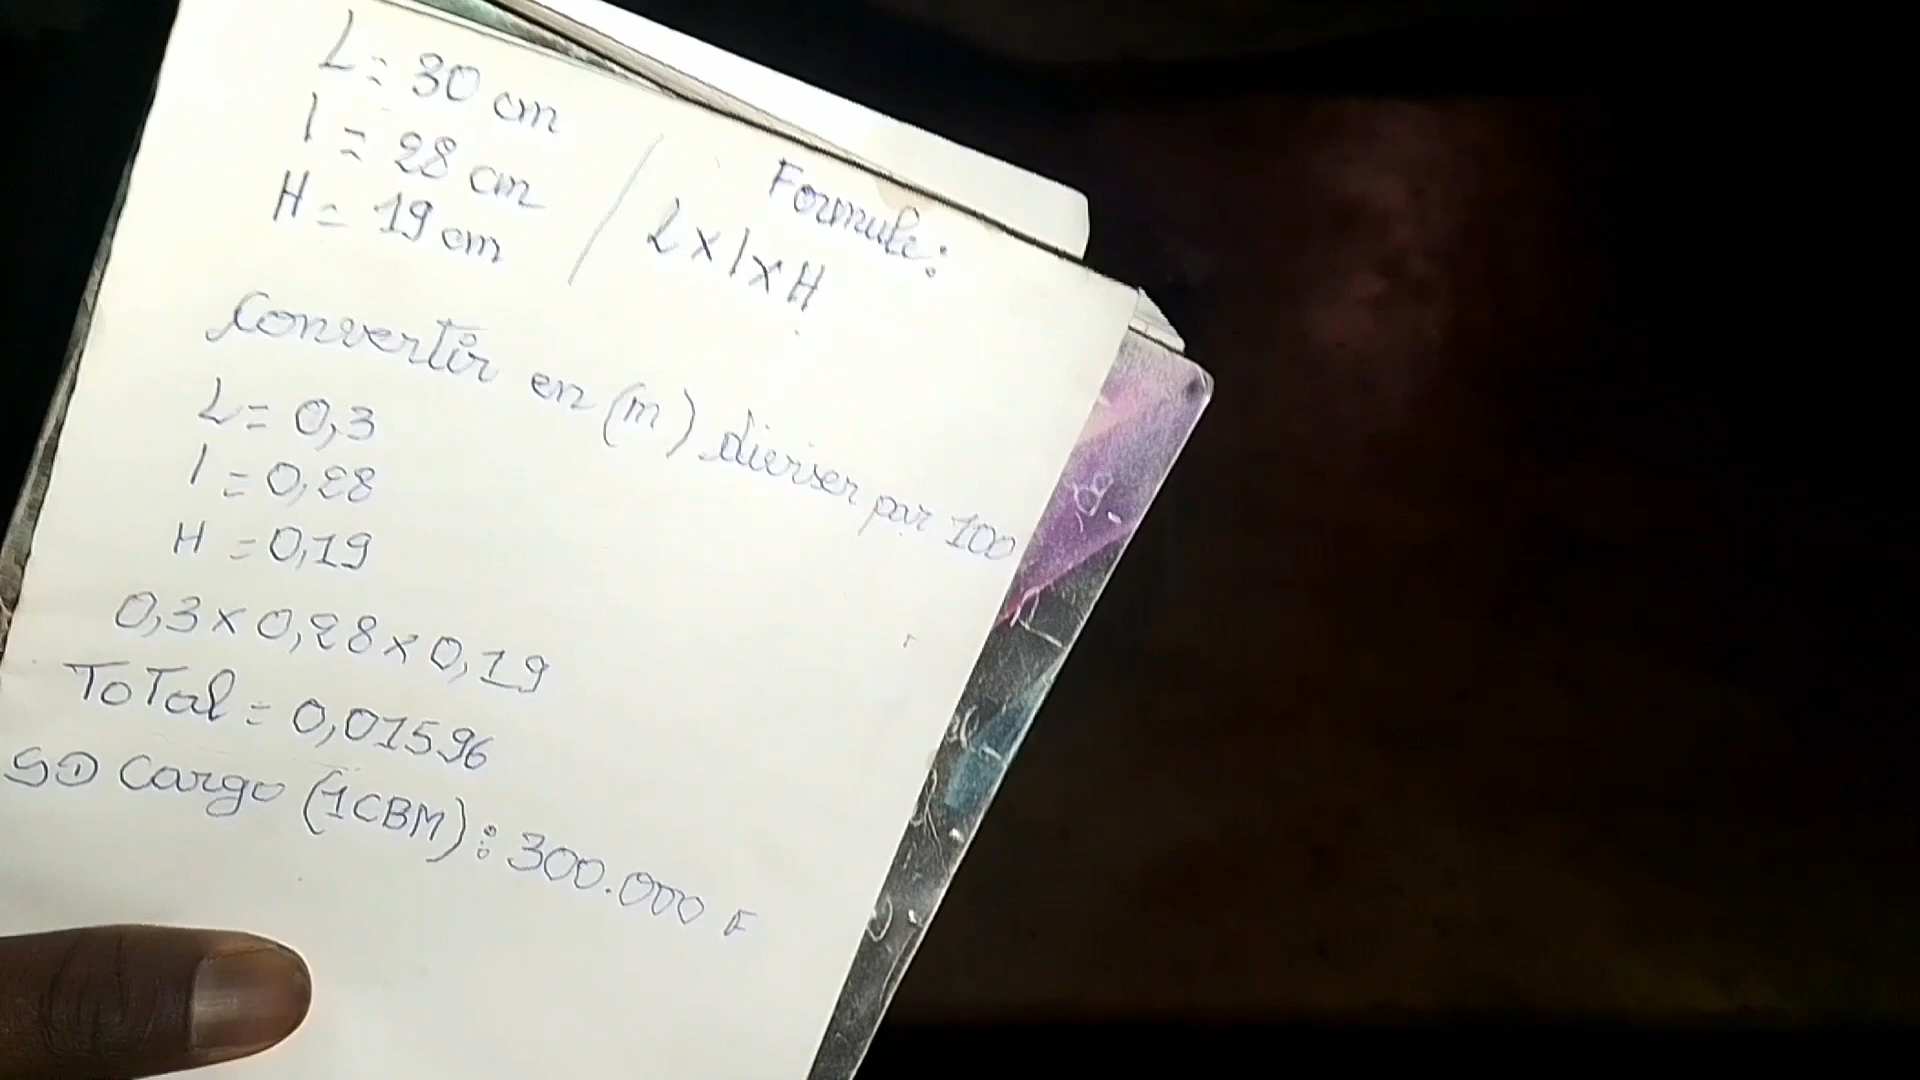 L = 30 cm
l = 28 cm
H = 19 cm
Formule:
L x l x H
Convertir en (m) diviser par 100
L = 0,3
l = 0,28
H = 0,19
0,3 x 0,28 x 0,19
ToTal = 0,01596
SD Cargo (1CBM): 300.000 F